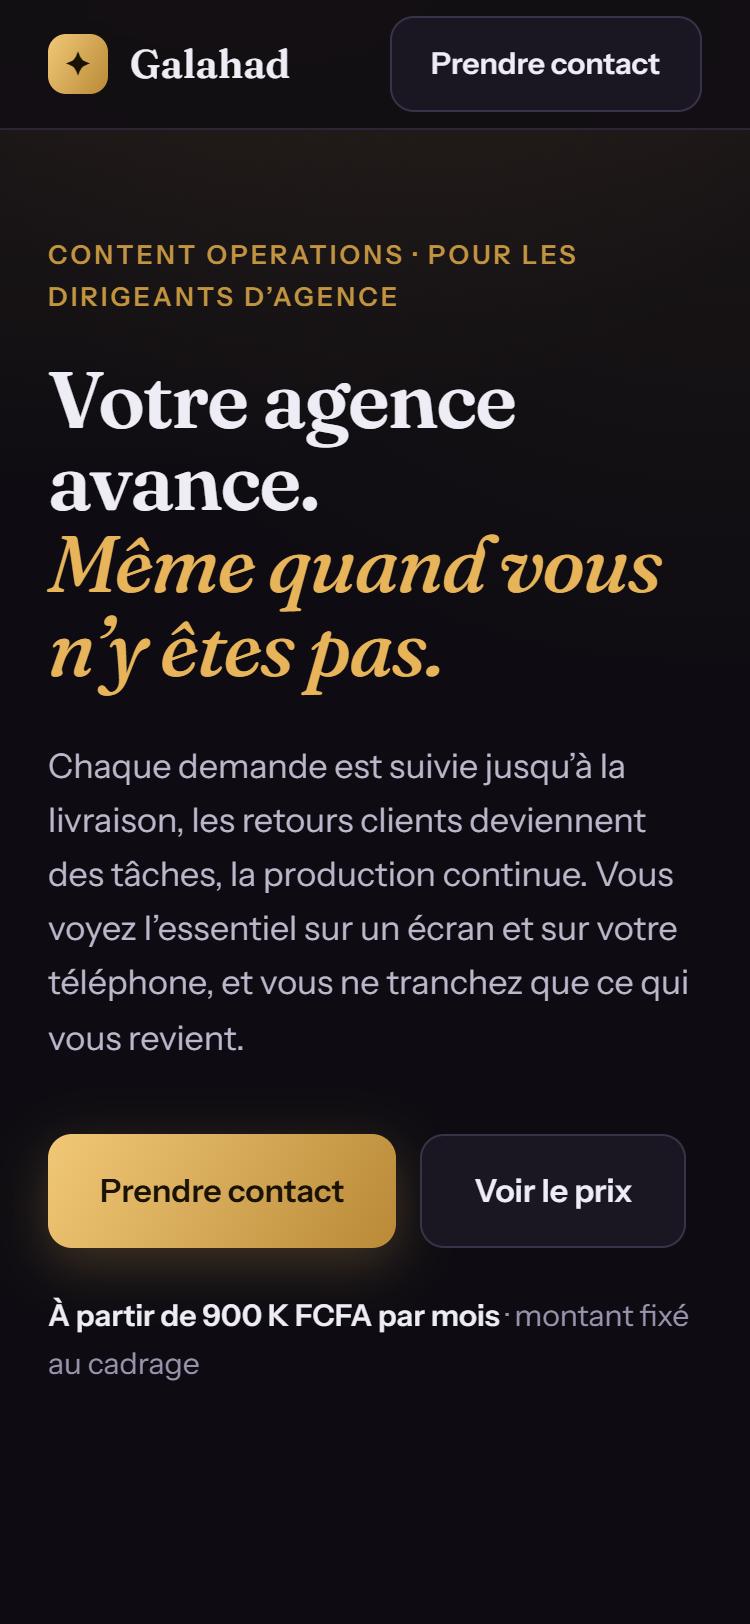 Galahad
Prendre contact
CONTENT OPERATIONS · POUR LES
DIRIGEANTS D’AGENCE
Votre agence
avance.
Même quand vous
n’y êtes pas.
Chaque demande est suivie jusqu’à la
livraison, les retours clients deviennent
des tâches, la production continue. Vous
voyez l’essentiel sur un écran et sur votre
téléphone, et vous ne tranchez que ce qui
vous revient.
Prendre contact
Voir le prix
À partir de 900 K FCFA par mois · montant fixé
au cadrage